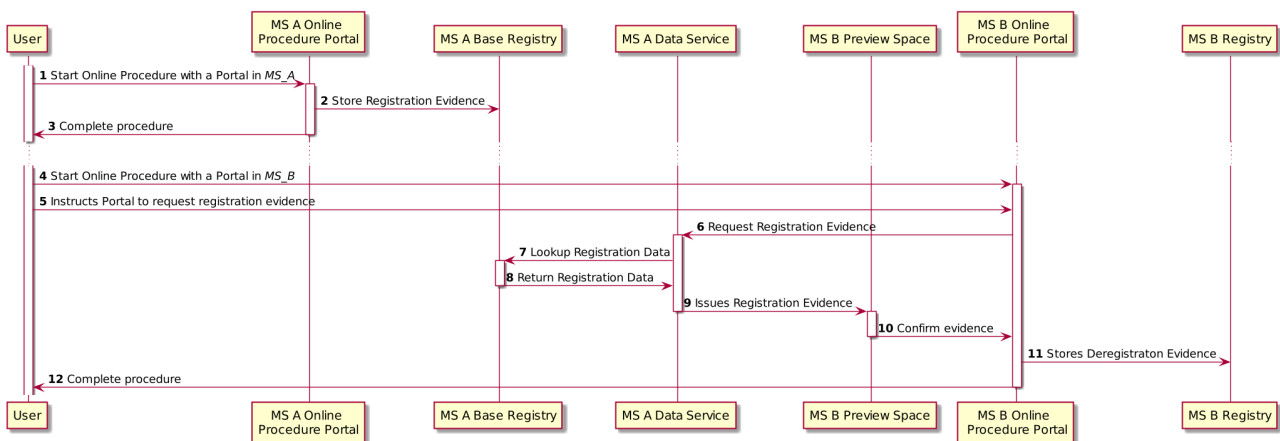 User
MS A Online
Procedure Portal
MS A Base Registry
MS A Data Service
MS B Preview Space
MS B Online
Procedure Portal
MS B Registry
1 Start Online Procedure with a Portal in MS_A
2 Store Registration Evidence
3 Complete procedure
4 Start Online Procedure with a Portal in MS_B
5 Instructs Portal to request registration evidence
6 Request Registration Evidence
7 Lookup Registration Data
8 Return Registration Data
9 Issues Registration Evidence
10 Confirm evidence
11 Stores Deregistraton Evidence
12 Complete procedure
User
MS A Online
Procedure Portal
MS A Base Registry
MS A Data Service
MS B Preview Space
MS B Online
Procedure Portal
MS B Registry